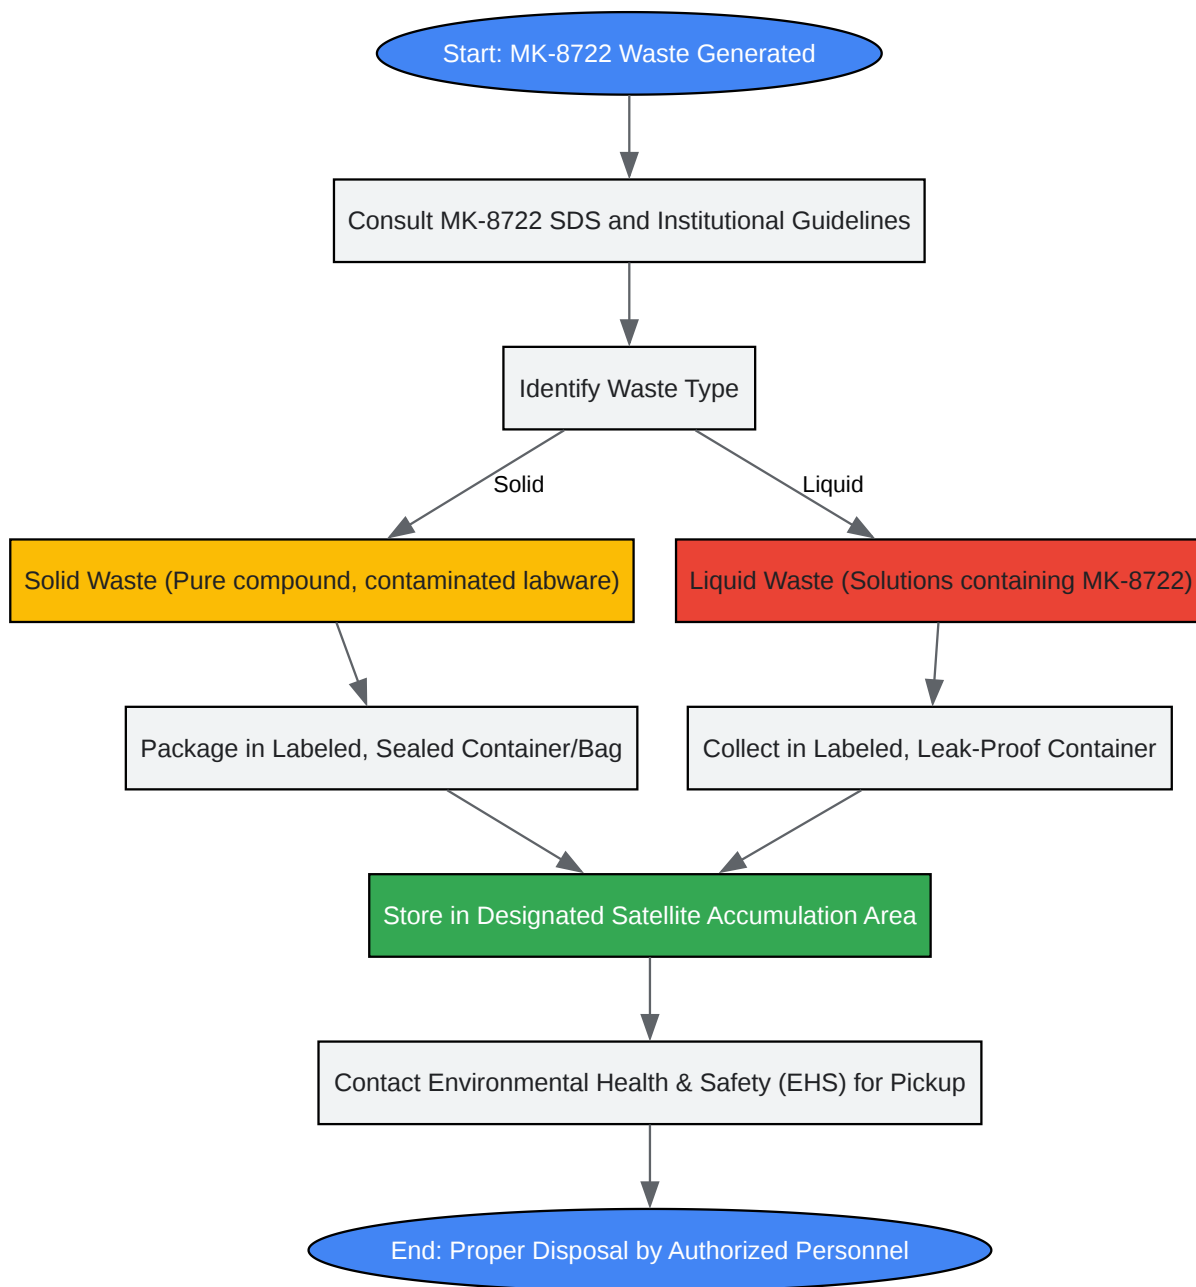 Start: MK-8722 Waste Generated
Consult MK-8722 SDS and Institutional Guidelines
Identify Waste Type
Solid
Liquid
Solid Waste (Pure compound, contaminated labware)
Liquid Waste (Solutions containing MK-8722)
Package in Labeled, Sealed Container/Bag
Collect in Labeled, Leak-Proof Container
Store in Designated Satellite Accumulation Area
Contact Environmental Health & Safety (EHS) for Pickup
End: Proper Disposal by Authorized Personnel